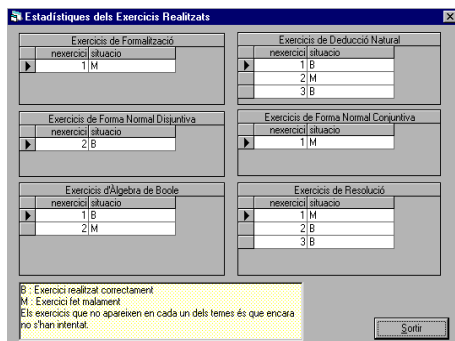 Estadístiques dels Exercicis Realitzats
Exercicis de Formalització
nexercici situacio
1 M
Exercicis de Deducció Natural
nexercici situacio
1 B
2 M
3 B
Exercicis de Forma Normal Disjuntiva
nexercici situacio
2 B
Exercicis de Forma Normal Conjuntiva
nexercici situacio
1 M
Exercicis d'Àlgebra de Boole
nexercici situacio
1 B
2 M
Exercicis de Resolució
nexercici situacio
1 M
2 B
3 B
B : Exercici realitzat correctament
M : Exercici fet malament
Els exercicis que no apareixen en cada un dels temes és que encara
no s'han intentat.
Sortir